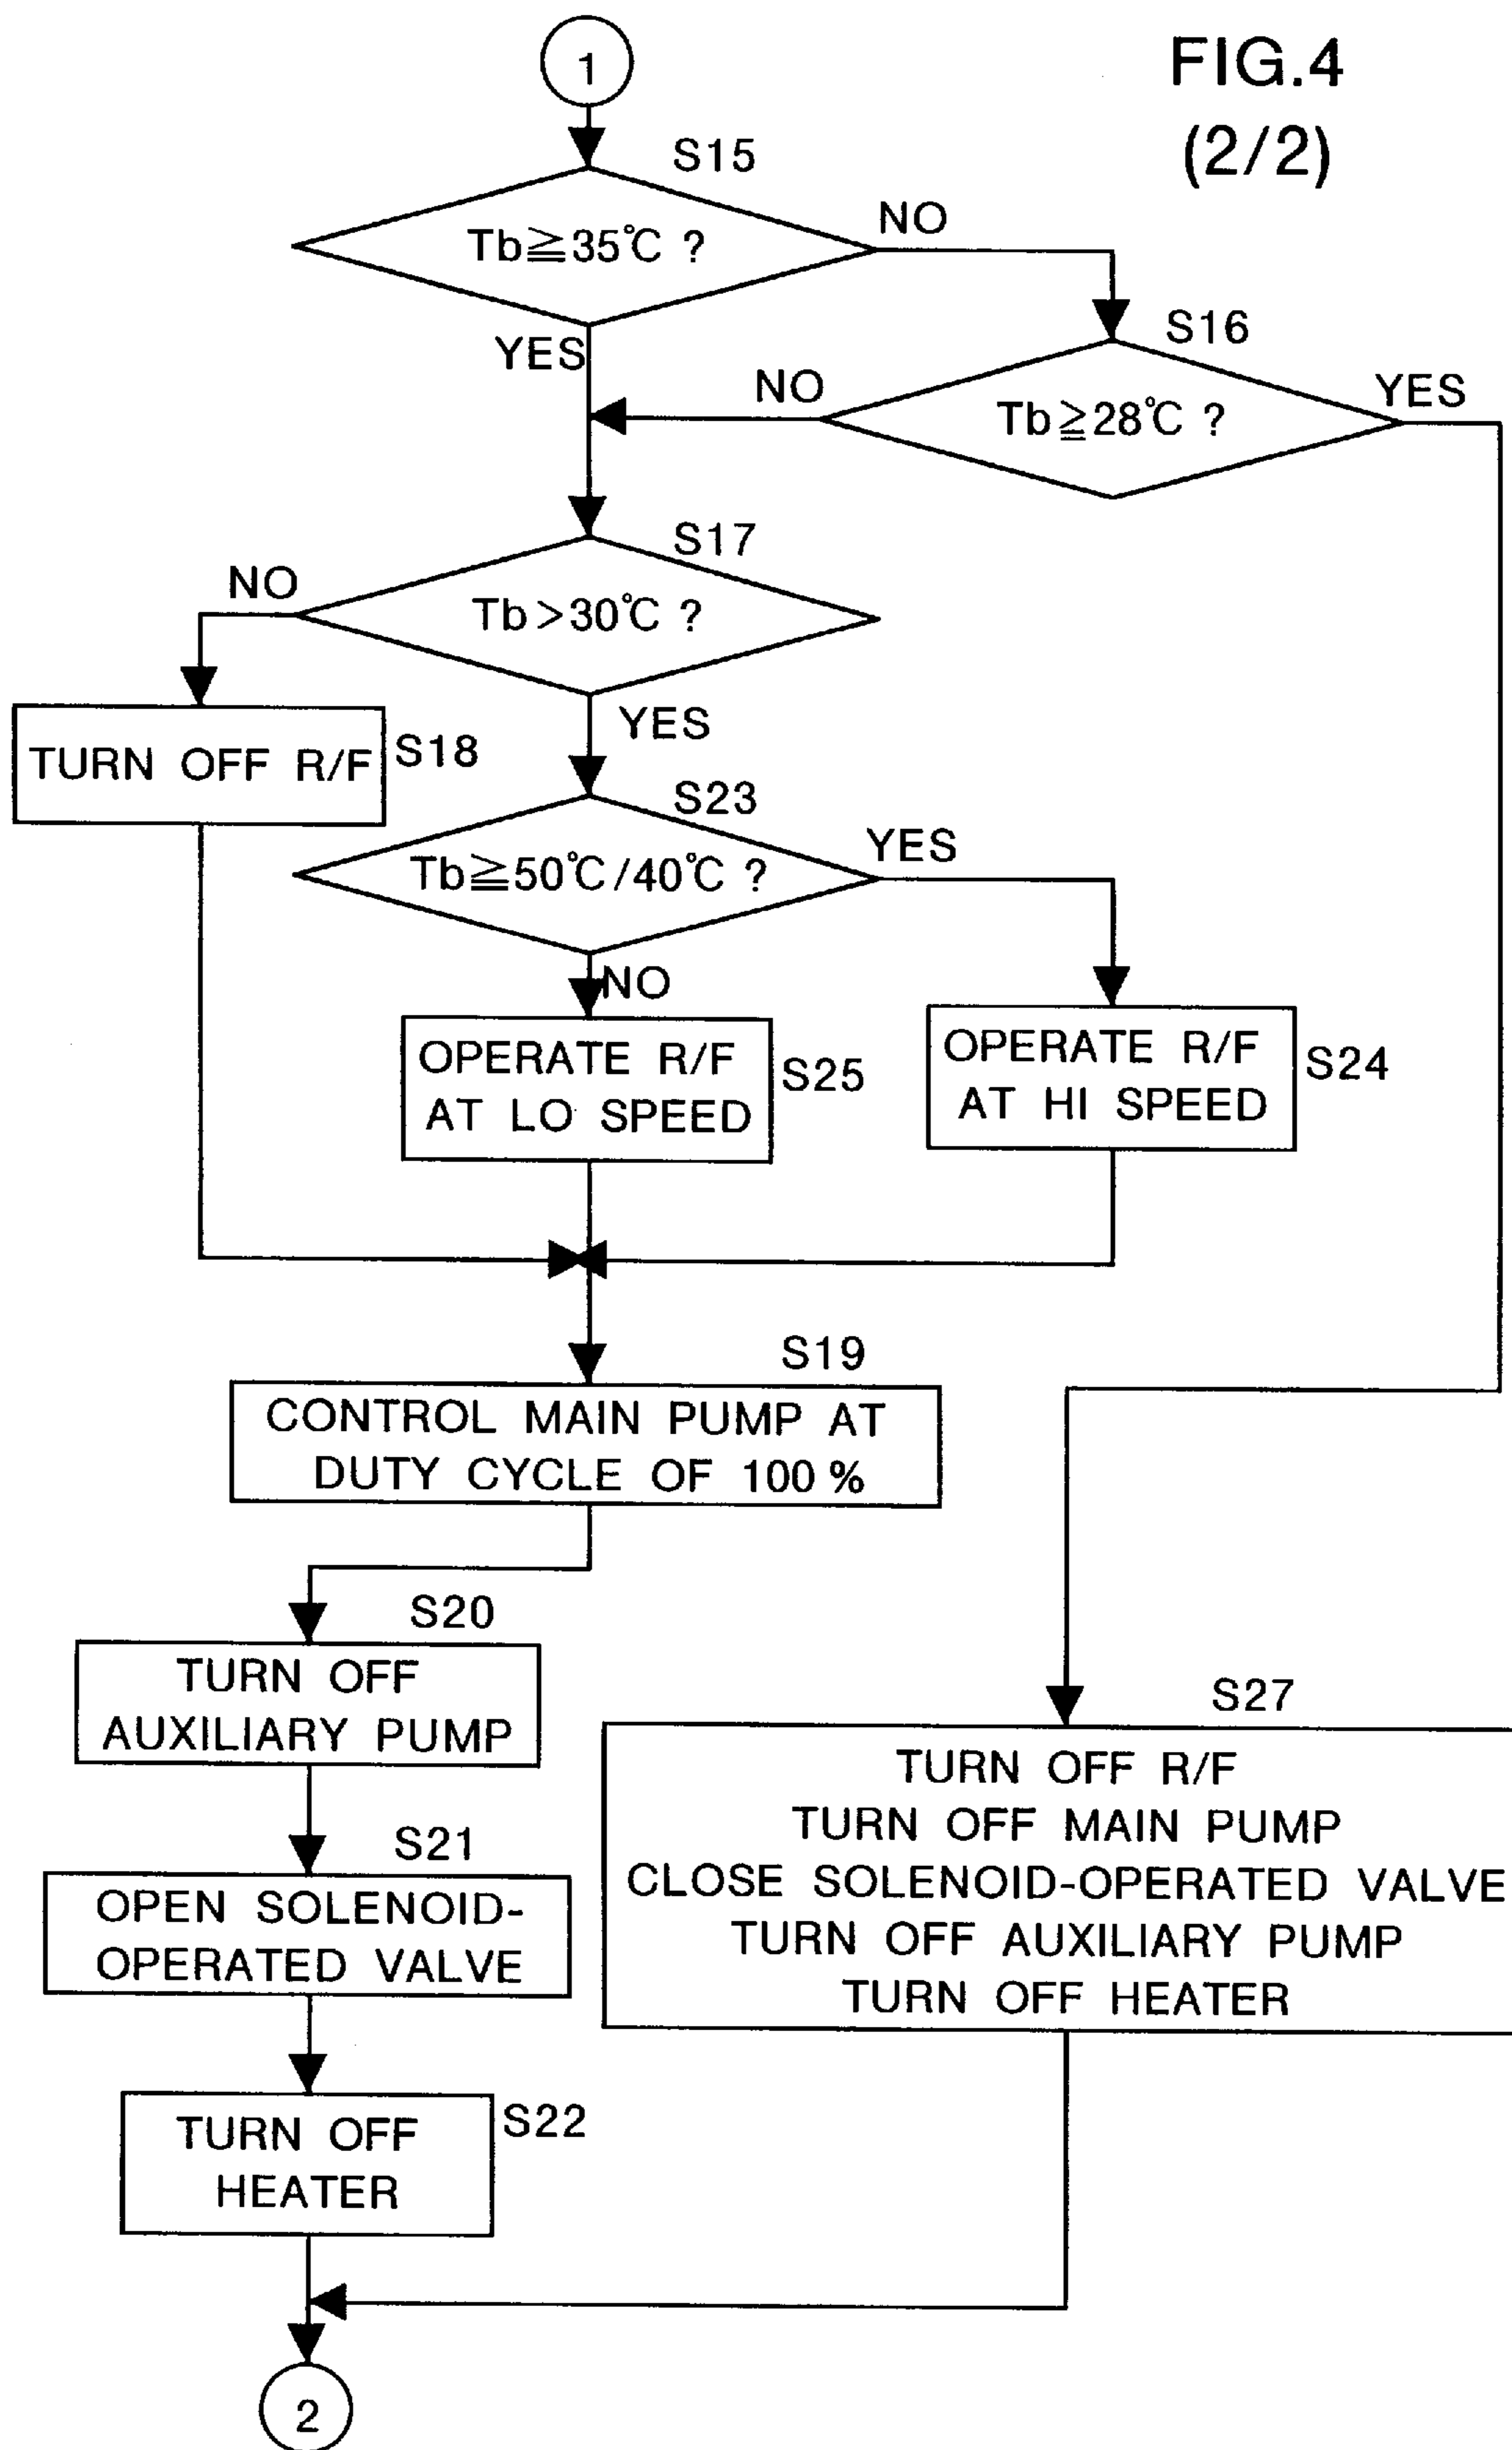 FIG.4
(2/2)
1
S15
Tb≧35℃ ?
NO
YES
S16
Tb≧28℃ ?
NO
YES
S17
Tb>30℃ ?
NO
YES
TURN OFF R/F
S18
S23
Tb≧50℃/40℃ ?
YES
NO
OPERATE R/F
AT LO SPEED
S25
OPERATE R/F
AT HI SPEED
S24
S19
CONTROL MAIN PUMP AT
DUTY CYCLE OF 100 %
S20
TURN OFF
AUXILIARY PUMP
S21
OPEN SOLENOID-
OPERATED VALVE
S22
TURN OFF
HEATER
S27
TURN OFF R/F
TURN OFF MAIN PUMP
CLOSE SOLENOID-OPERATED VALVE
TURN OFF AUXILIARY PUMP
TURN OFF HEATER
2